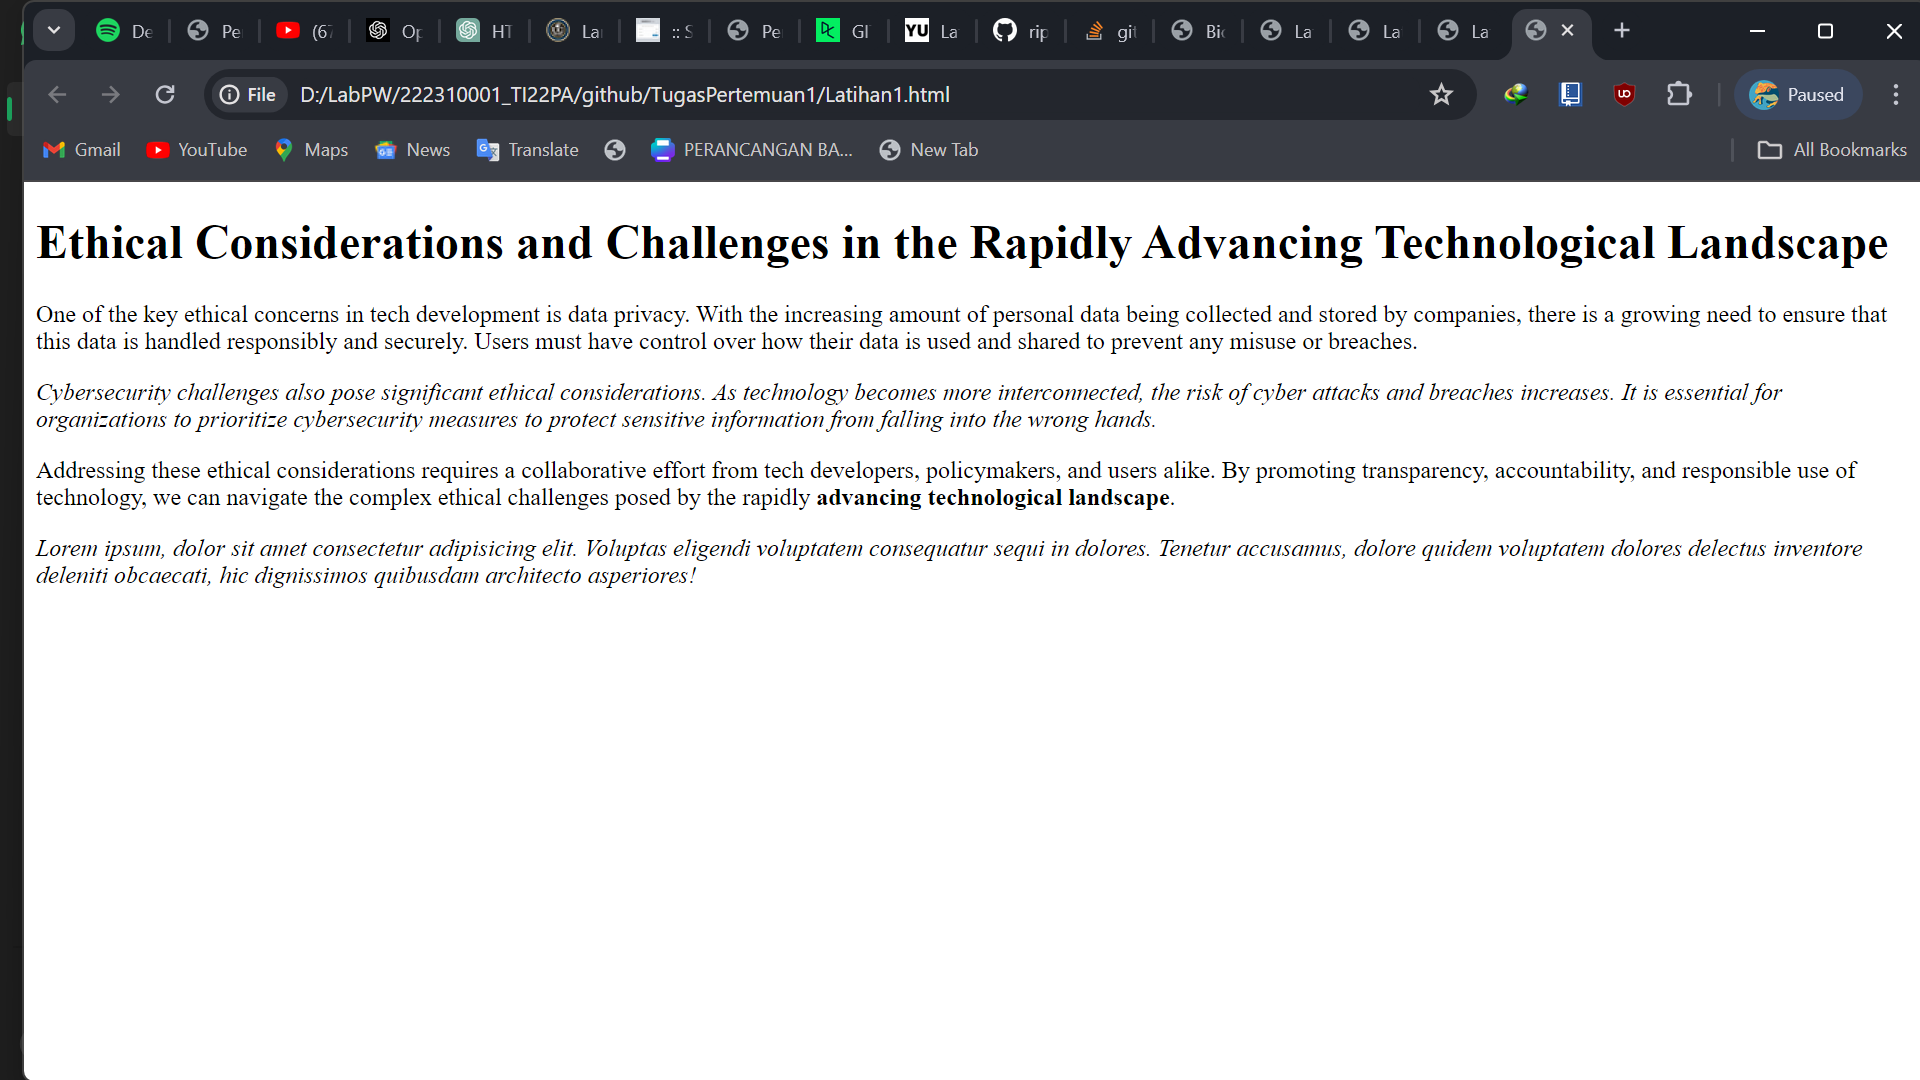 De Pe (67 Op HT La :: S Pe GI La rip git Bio La La La
File D:/LabPW/222310001_TI22PA/github/TugasPertemuan1/Latihan1.html Paused
Gmail YouTube Maps News Translate PERANCANGAN BA... New Tab All Bookmarks
Ethical Considerations and Challenges in the Rapidly Advancing Technological Landscape
One of the key ethical concerns in tech development is data privacy. With the increasing amount of personal data being collected and stored by companies, there is a growing need to ensure that
this data is handled responsibly and securely. Users must have control over how their data is used and shared to prevent any misuse or breaches.
Cybersecurity challenges also pose significant ethical considerations. As technology becomes more interconnected, the risk of cyber attacks and breaches increases. It is essential for
organizations to prioritize cybersecurity measures to protect sensitive information from falling into the wrong hands.
Addressing these ethical considerations requires a collaborative effort from tech developers, policymakers, and users alike. By promoting transparency, accountability, and responsible use of
technology, we can navigate the complex ethical challenges posed by the rapidly advancing technological landscape.
Lorem ipsum, dolor sit amet consectetur adipisicing elit. Voluptas eligendi voluptatem consequatur sequi in dolores. Tenetur accusamus, dolore quidem voluptatem dolores delectus inventore
deleniti obcaecati, hic dignissimos quibusdam architecto asperiores!